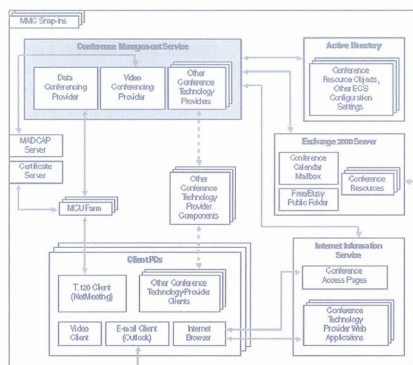 MMC Snap-ins
Conference Management Service
Data
Conferencing
Provider
Video
Conferencing
Provider
Other
Conference
Technology
Providers
Active Directory
Conference
Resource Objects,
Other ECS
Configuration
Settings
MADCAP
Server
Certificate
Server
MCU Farm
Other
Conference
Technology
Provider
Components
Exchange 2000 Server
Conference
Calendar
Mailbox
Free/Busy
Public Folder
Conference
Resources
Client PCs
T.120 Client
(NetMeeting)
Other Conference
Technology Provider
Clients
Video
Client
E-mail Client
(Outlook)
Internet
Browser
Internet Information
Service
Conference
Access Pages
Conference
Technology
Provider Web
Applications